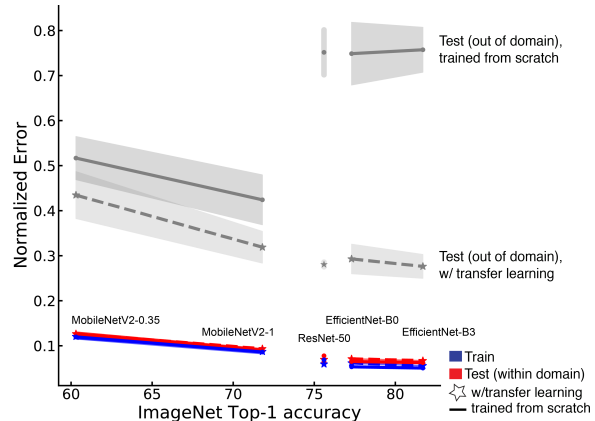 0.8
Test (out of domain),
trained from scratch
0.7
0.6
0.5
Normalized Error
0.4
0.3
Test (out of domain),
w/ transfer learning
0.2
EfficientNet-B0
MobileNetV2-0.35
MobileNetV2-1
EfficientNet-B3
ResNet-50
0.1
Train
Test (within domain)
w/transfer learning
trained from scratch
60
65
70
75
80
ImageNet Top-1 accuracy